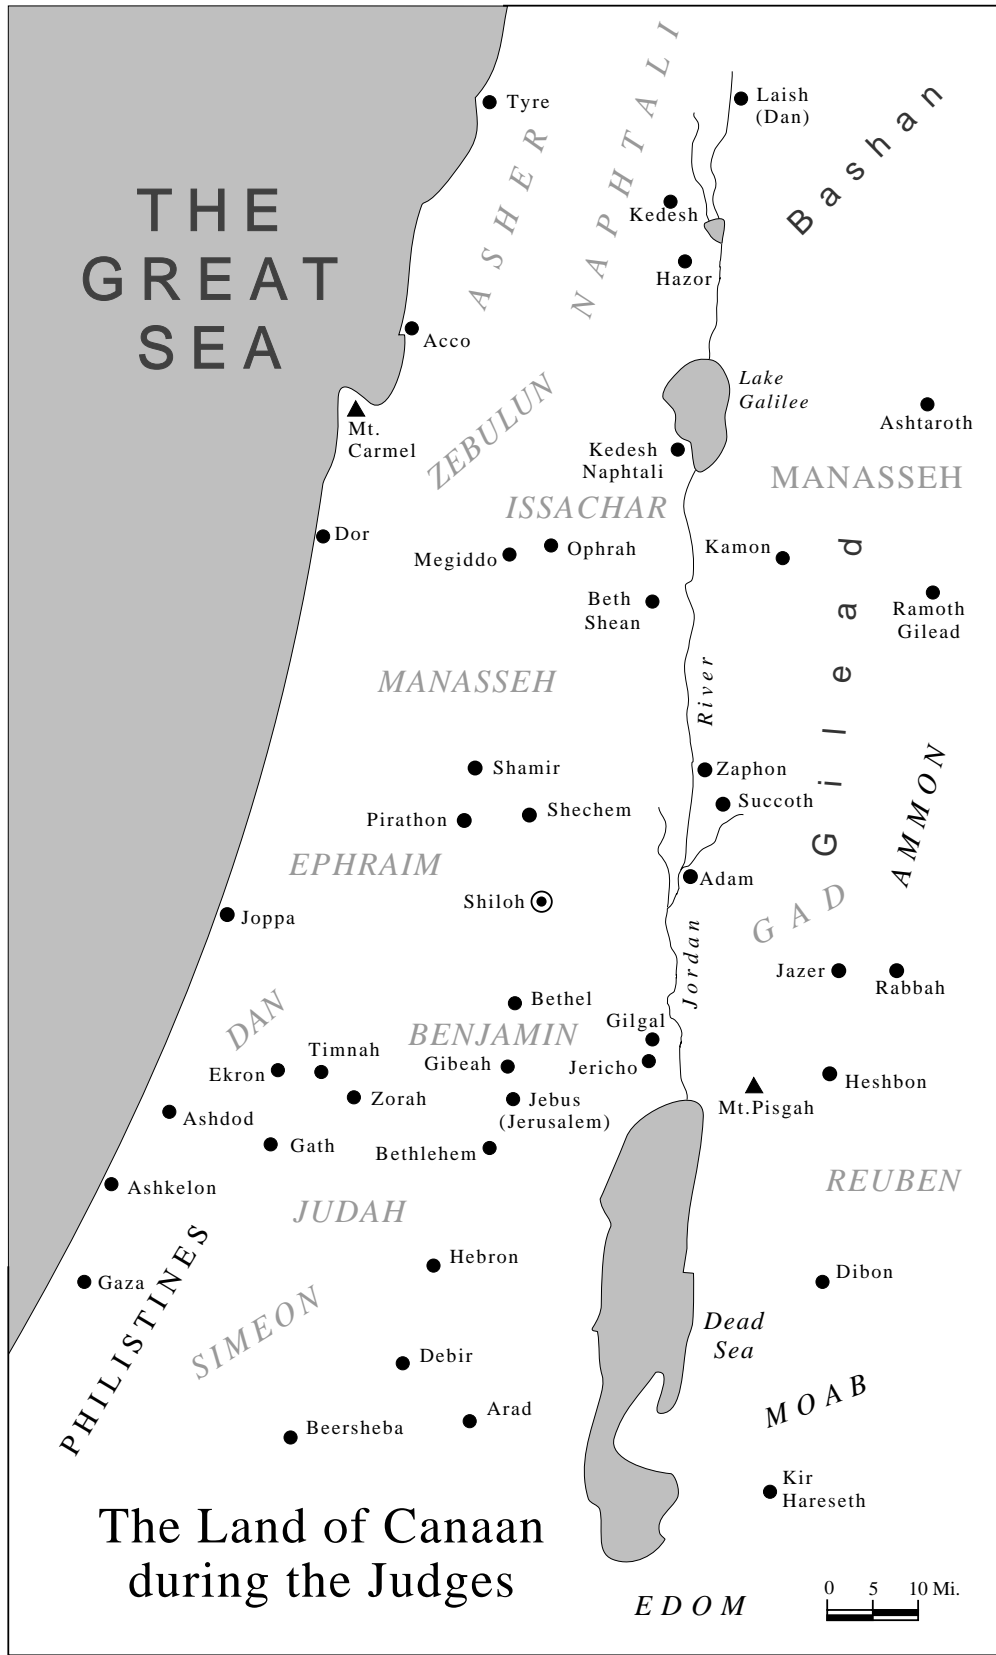 Tyre
Laish
(Dan)
Bashan
NAPHTALI
ASHER
THE
GREAT
SEA
Kedesh
Hazor
Acco
Lake
Galilee
Mt.
Carmel
ZEBULUN
Ashtaroth
Kedesh
Naphtali
MANASSEH
ISSACHAR
Dor
Megiddo
Ophrah
Kamon
Gilead
Beth
Shean
Ramoth
Gilead
MANASSEH
River
Shamir
Zaphon
Succoth
AMMON
Pirathon
Shechem
EPHRAIM
Adam
Shiloh
GAD
Joppa
Jordan
Jazer
Rabbah
Bethel
DAN
BENJAMIN
Gilgal
Timnah
Ekron
Gibeah
Jericho
Heshbon
Zorah
Jebus
(Jerusalem)
Mt.Pisgah
Ashdod
Gath
Bethlehem
Ashkelon
JUDAH
REUBEN
Hebron
Gaza
PHILISTINES
Dibon
SIMEON
Dead
Sea
Debir
MOAB
Arad
Beersheba
Kir
Hareseth
The Land of Canaan
during the Judges
EDOM
0 5 10 Mi.